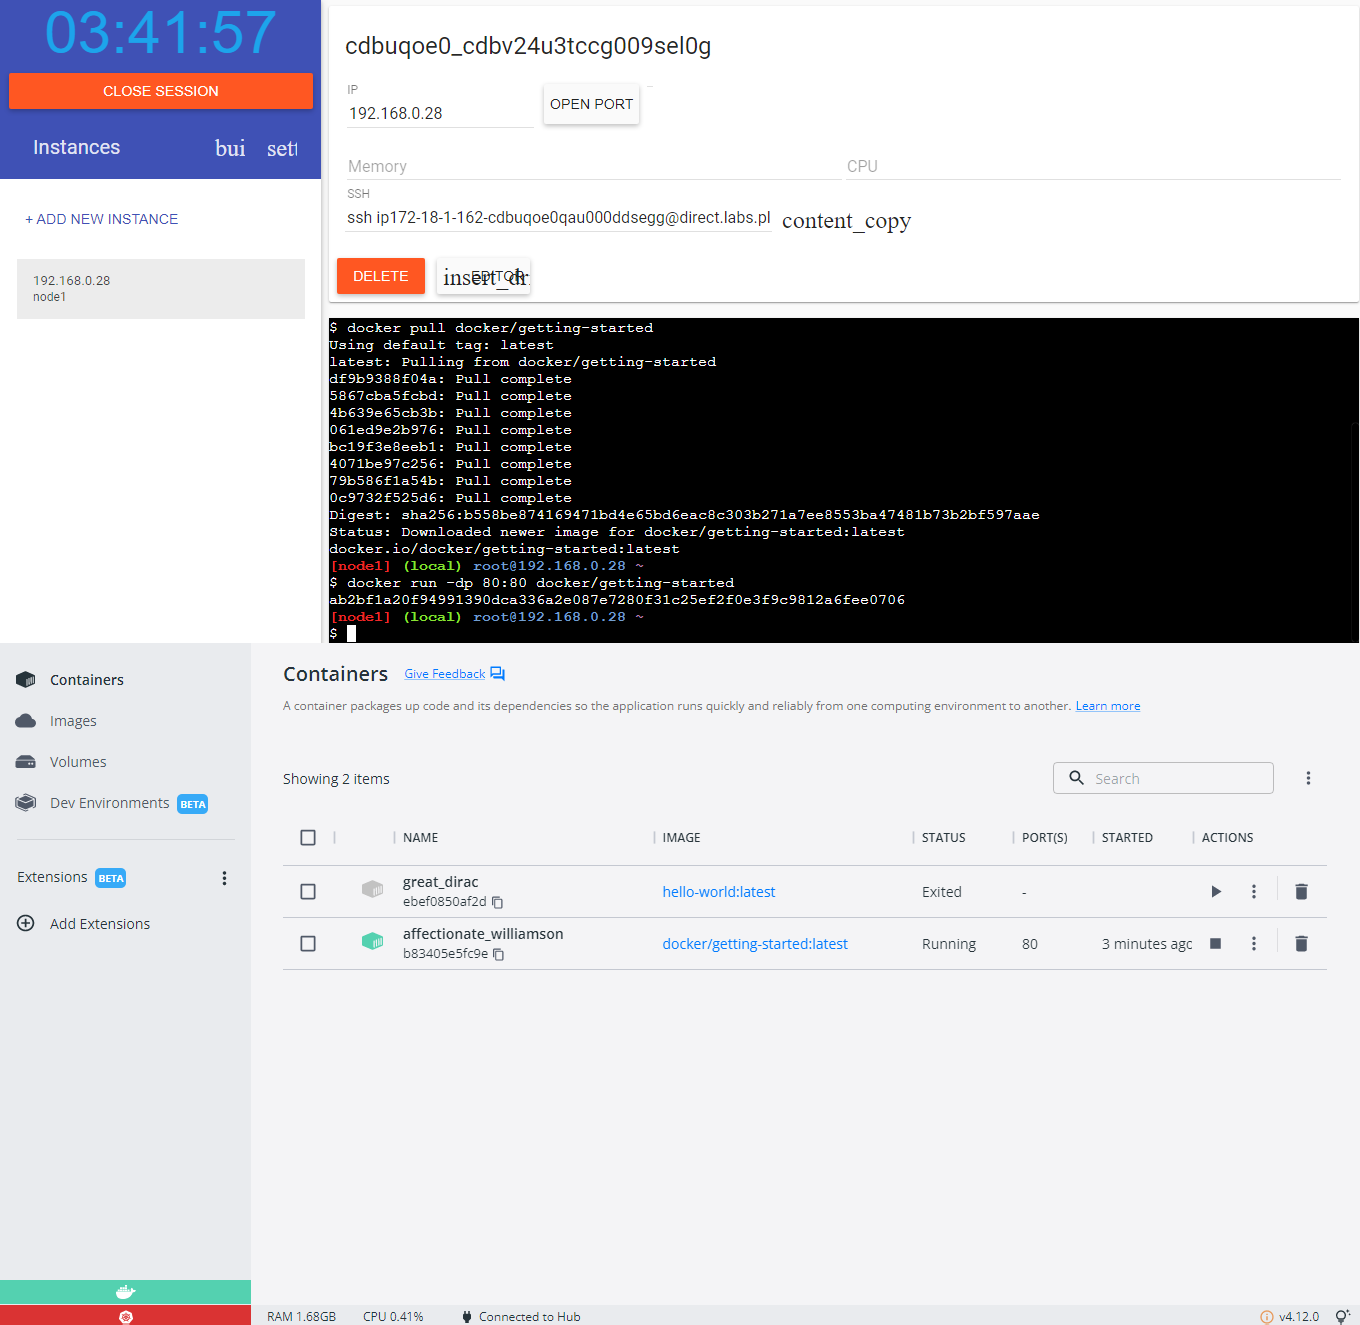 03:41:57
CLOSE SESSION
Instances
bui
sett
+ ADD NEW INSTANCE
192.168.0.28
node1
cdbuqoe0_cdbv24u3tccg009sel0g
IP
192.168.0.28
OPEN PORT
Memory
CPU
SSH
ssh ip172-18-1-162-cdbuqoe0qau000ddsegg@direct.labs.pl
content_copy
DELETE
insert_dr
EDITOR
$ docker pull docker/getting-started
Using default tag: latest
latest: Pulling from docker/getting-started
df9b9388f04a: Pull complete
5867cba5fcbd: Pull complete
4b639e65cb3b: Pull complete
061ed9e2b976: Pull complete
bc19f3e8eeb1: Pull complete
4071be97c256: Pull complete
79b586f1a54b: Pull complete
0c9732f525d6: Pull complete
Digest: sha256:b558be874169471bd4e65bd6eac8c303b271a7ee8553ba47481b73b2bf597aae
Status: Downloaded newer image for docker/getting-started:latest
docker.io/docker/getting-started:latest
[node1] (local) root@192.168.0.28 ~
$ docker run -dp 80:80 docker/getting-started
ab2bf1a20f94991390dca336a2e087e7280f31c25ef2f0e3f9c9812a6fee0706
[node1] (local) root@192.168.0.28 ~
$
Containers
Images
Volumes
Dev Environments BETA
Extensions BETA
Add Extensions
Containers Give Feedback
A container packages up code and its dependencies so the application runs quickly and reliably from one computing environment to another. Learn more
Showing 2 items
Search
NAME IMAGE STATUS PORT(S) STARTED ACTIONS
great_dirac
ebef0850af2d
hello-world:latest Exited -
affectionate_williamson
b83405e5fc9e
docker/getting-started:latest Running 80 3 minutes ago
RAM 1.68GB CPU 0.41% Connected to Hub v4.12.0